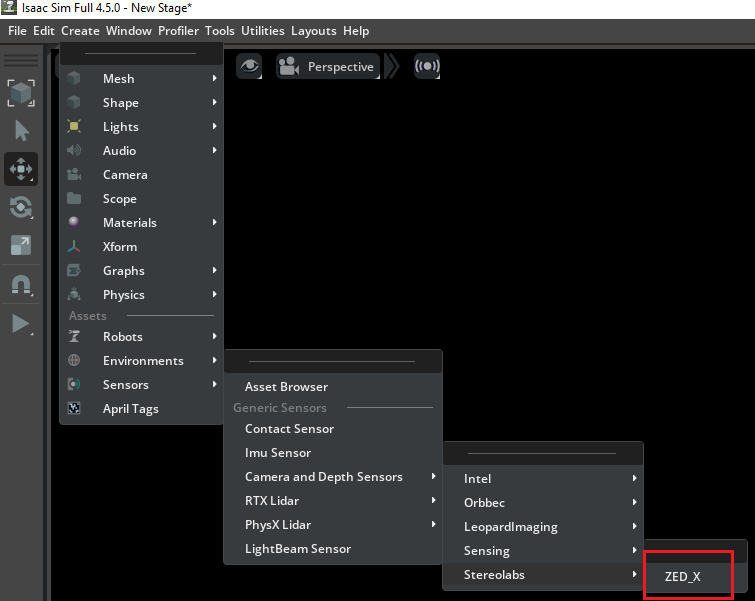 Isaac Sim Full 4.5.0 - New Stage*
File Edit Create Window Profiler Tools Utilities Layouts Help
Perspective
Mesh
Shape
Lights
Audio
Camera
Scope
Materials
Xform
Graphs
Physics
Assets
Robots
Environments
Sensors
April Tags
Asset Browser
Generic Sensors
Contact Sensor
Imu Sensor
Camera and Depth Sensors
RTX Lidar
PhysX Lidar
LightBeam Sensor
Intel
Orbbec
LeopardImaging
Sensing
Stereolabs
ZED_X